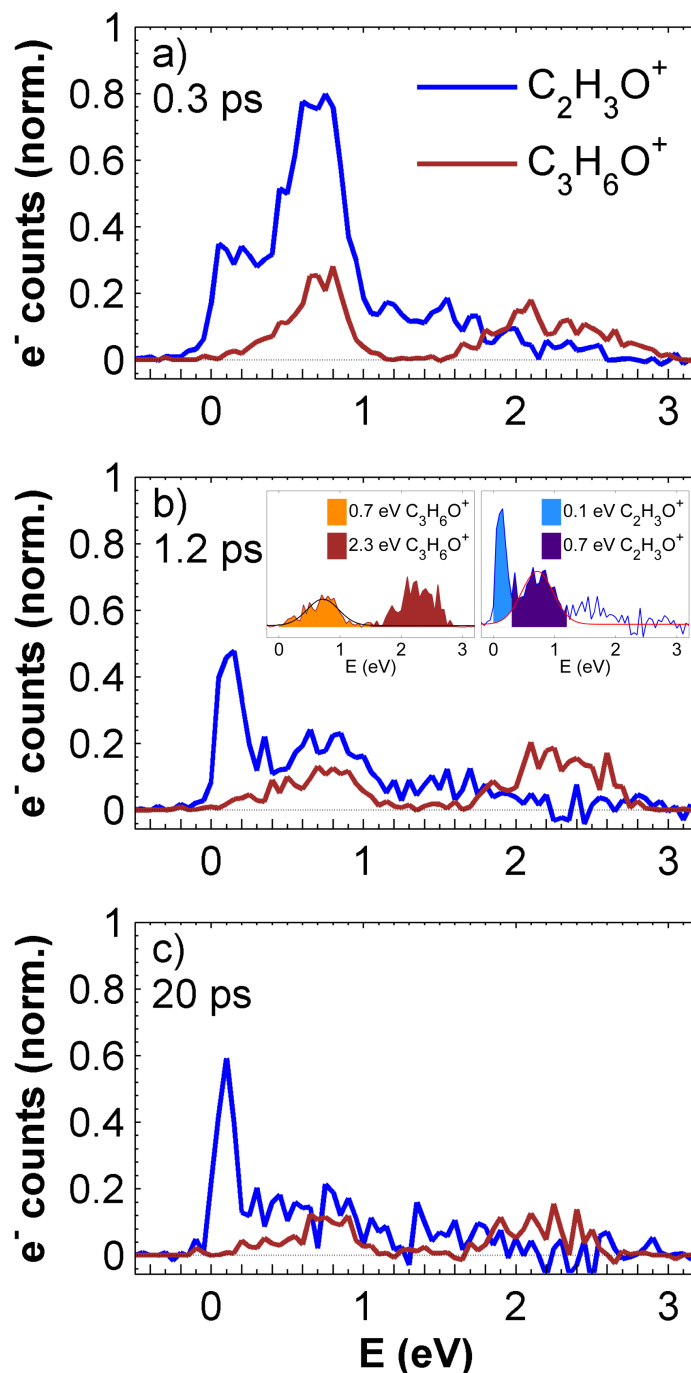 a)
0.3 ps
C₂H₃O⁺
C₃H₆O⁺
e⁻ counts (norm.)
1
0.8
0.6
0.4
0.2
0
0 1 2 3
b)
1.2 ps
0.7 eV C₃H₆O⁺
2.3 eV C₃H₆O⁺
0 1 2 3
E (eV)
0.1 eV C₂H₃O⁺
0.7 eV C₂H₃O⁺
0 1 2 3
E (eV)
e⁻ counts (norm.)
1
0.8
0.6
0.4
0.2
0
0 1 2 3
c)
20 ps
e⁻ counts (norm.)
1
0.8
0.6
0.4
0.2
0
0 1 2 3
E (eV)